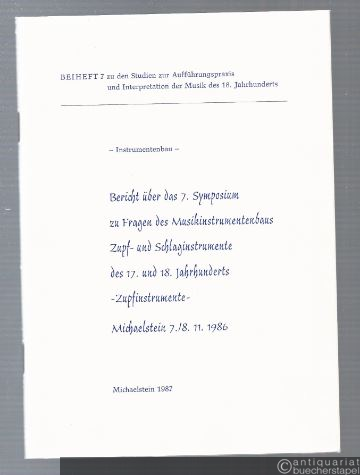 BEIHEFT 7 zu den Studien zur Aufführungspraxis
und Interpretation der Musik des 18. Jahrhunderts
– Instrumentenbau –
Bericht über das 7. Symposium
zu Fragen des Musikinstrumentenbaus
Zupf- und Schlaginstrumente
des 17. und 18. Jahrhunderts
-Zupfinstrumente-
Michaelstein 7./8. 11. 1986
Michaelstein 1987
antiquariat
buecherstapel